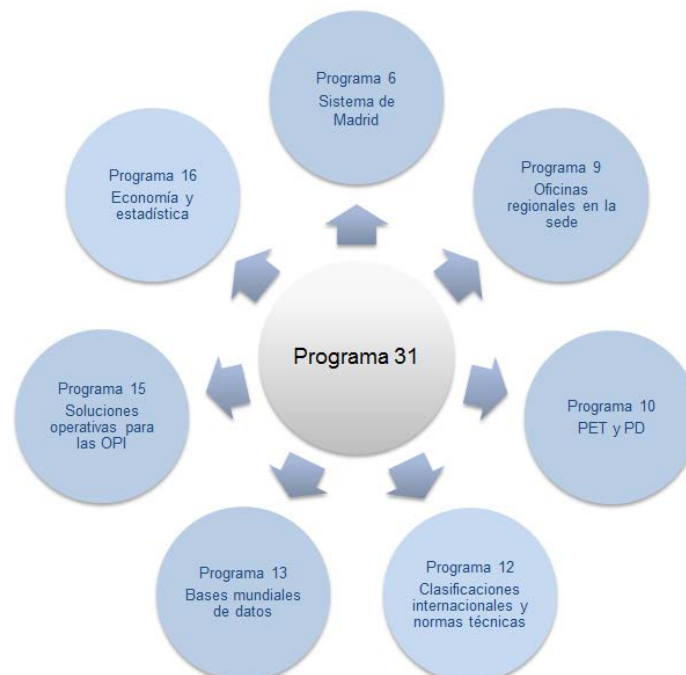 Programa 6
Sistema de
Madrid
Programa 9
Oficinas
regionales en la
sede
Programa 10
PET y PD
Programa 12
Clasificaciones
internacionales y
normas técnicas
Programa 13
Bases mundiales
de datos
Programa 15
Soluciones
operativas para
las OPI
Programa 16
Economía y
estadística
Programa 31